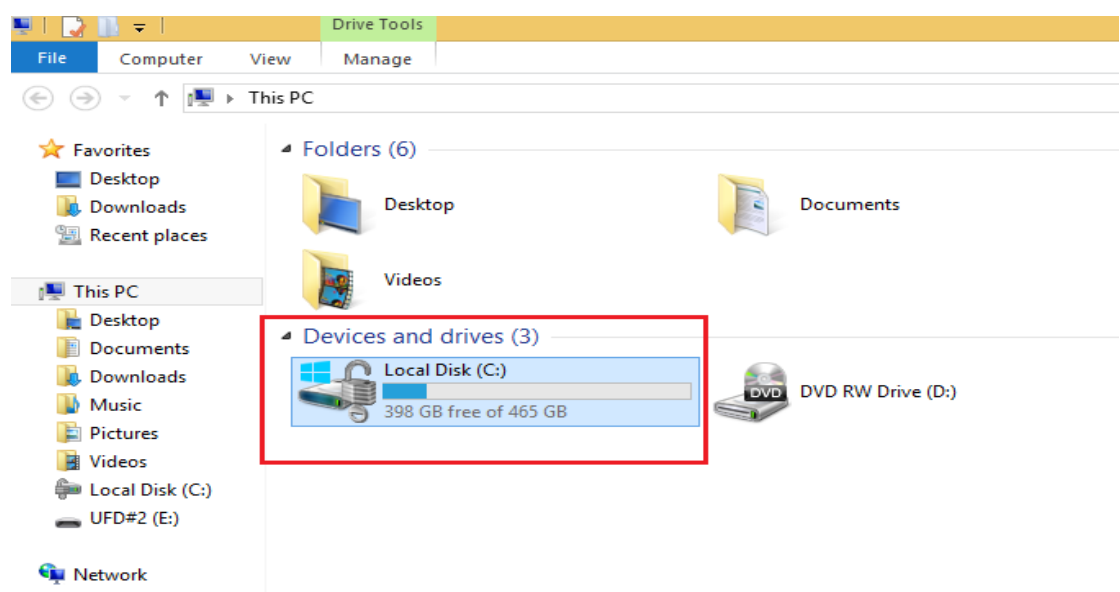 Drive Tools
File Computer View Manage
This PC
Favorites
Desktop
Downloads
Recent places
This PC
Desktop
Documents
Downloads
Music
Pictures
Videos
Local Disk (C:)
UFD#2 (E:)
Network
Folders (6)
Desktop
Documents
Videos
Devices and drives (3)
Local Disk (C:)
398 GB free of 465 GB
DVD
DVD RW Drive (D:)